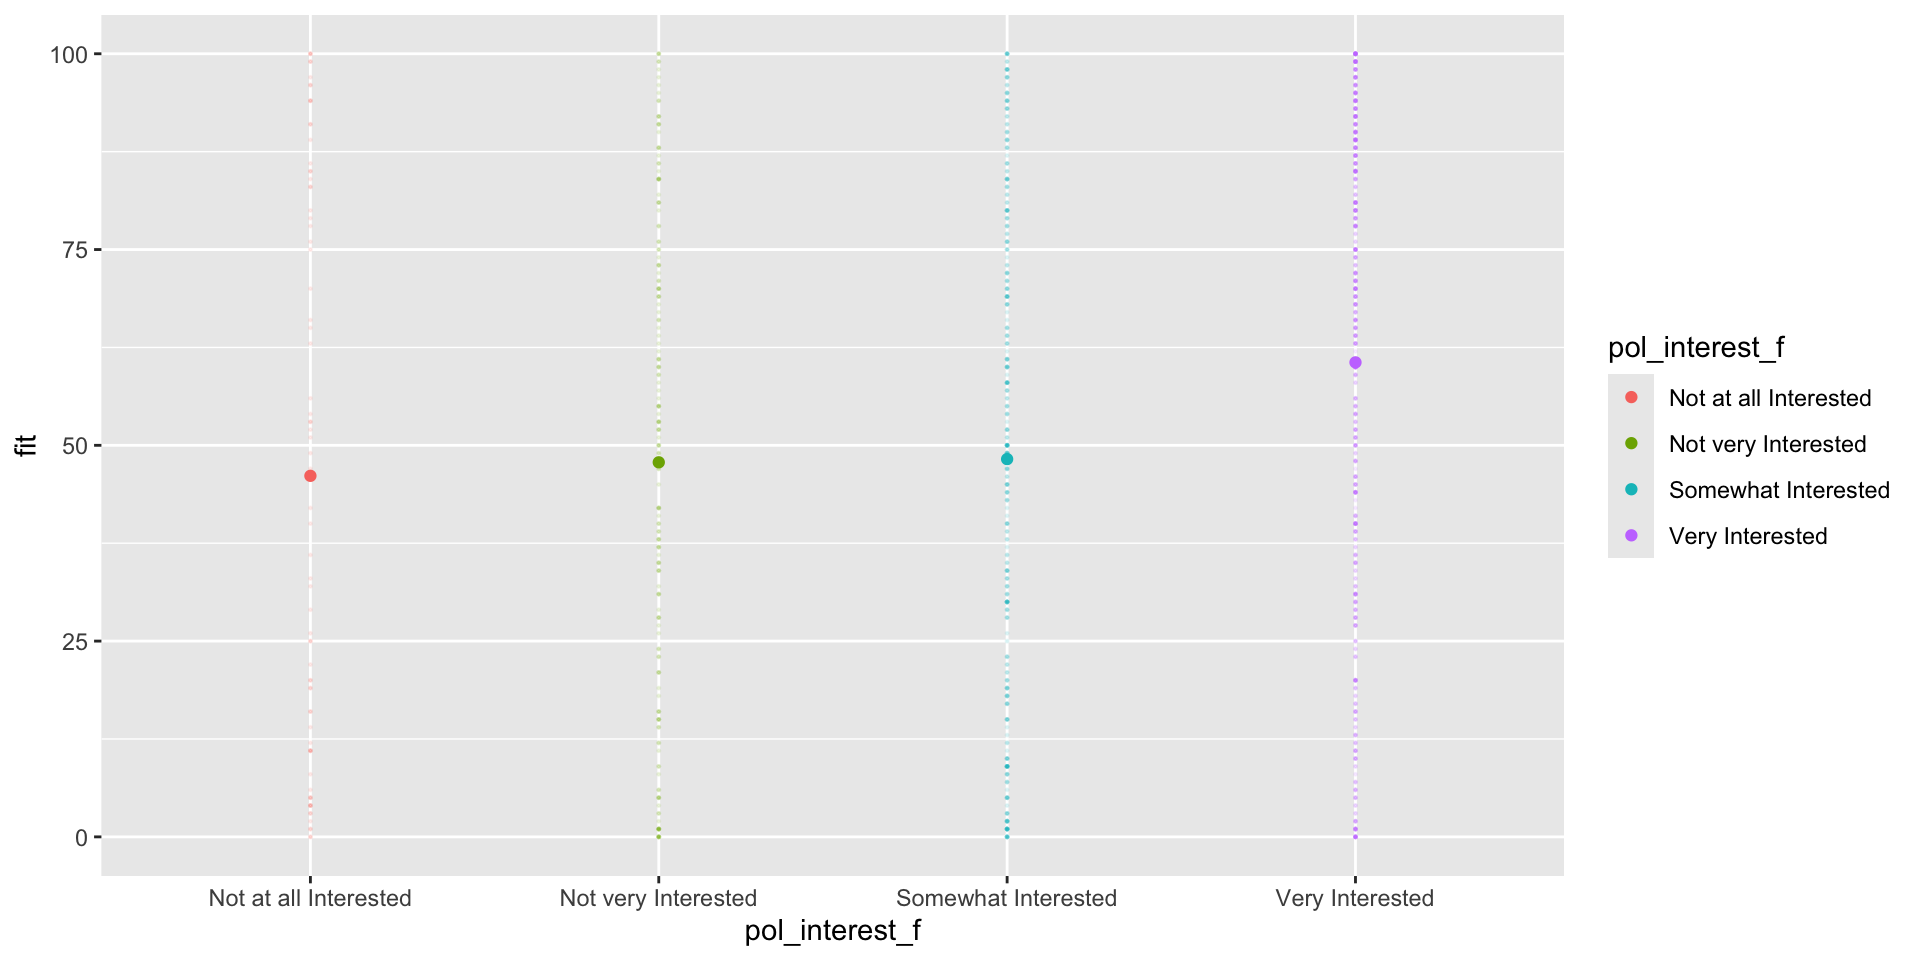 100
75
50
25
0
fit
Not at all Interested
Not very Interested
Somewhat Interested
Very Interested
pol_interest_f
pol_interest_f
Not at all Interested
Not very Interested
Somewhat Interested
Very Interested